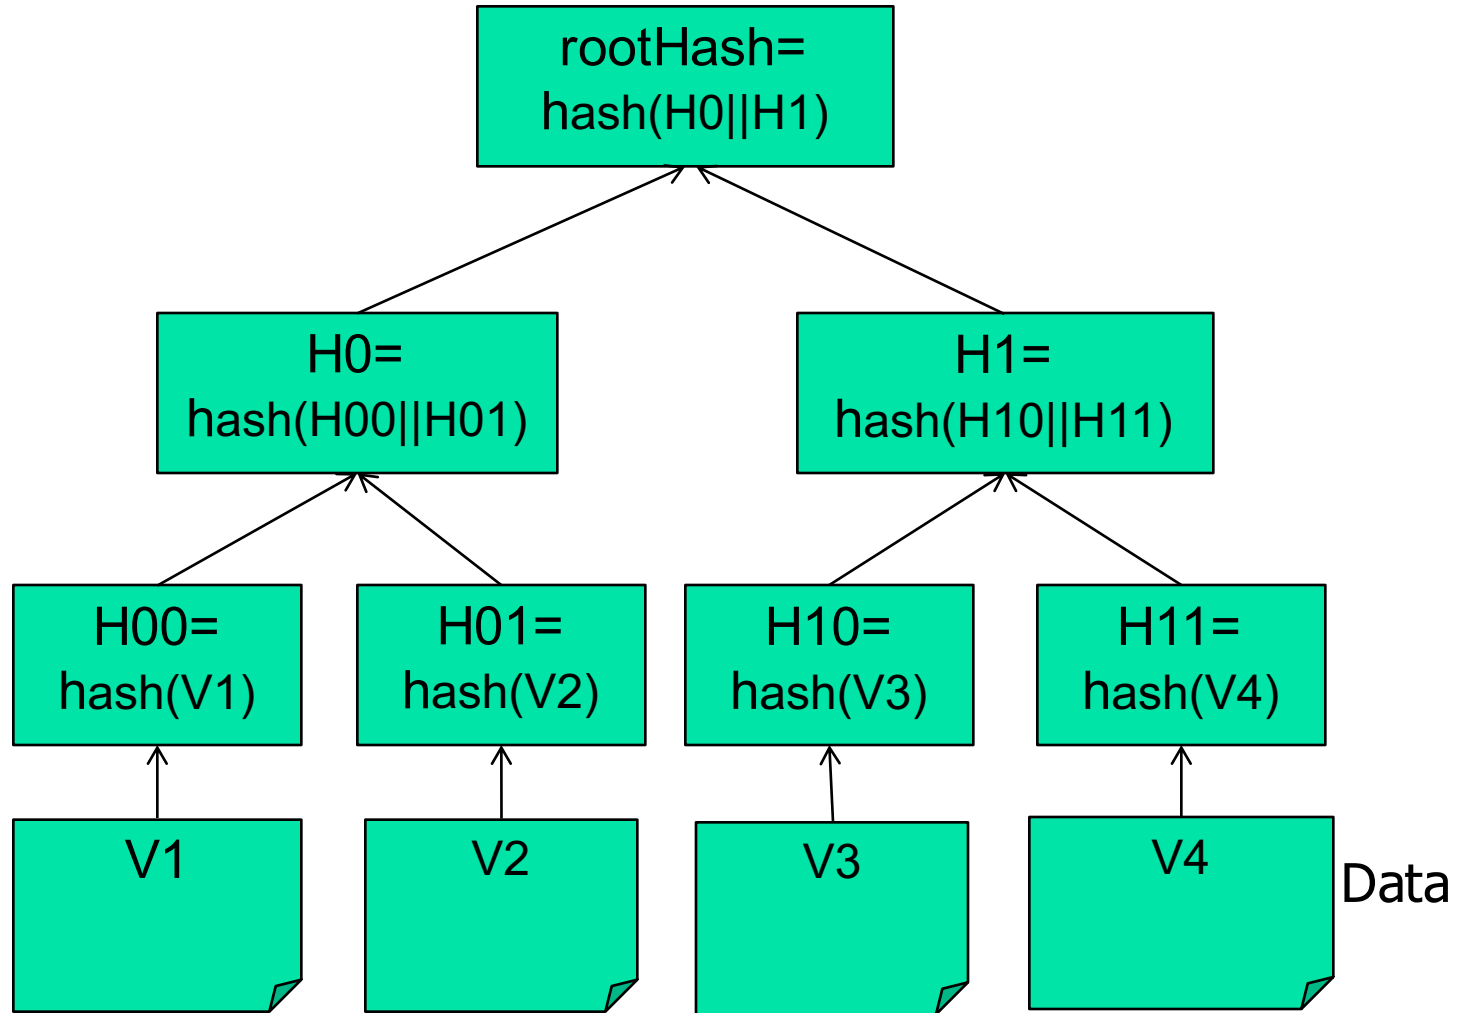 rootHash=
hash(H0||H1)
H0=
hash(H00||H01)
H1=
hash(H10||H11)
H00=
hash(V1)
H01=
hash(V2)
H10=
hash(V3)
H11=
hash(V4)
V1
V2
V3
V4
Data